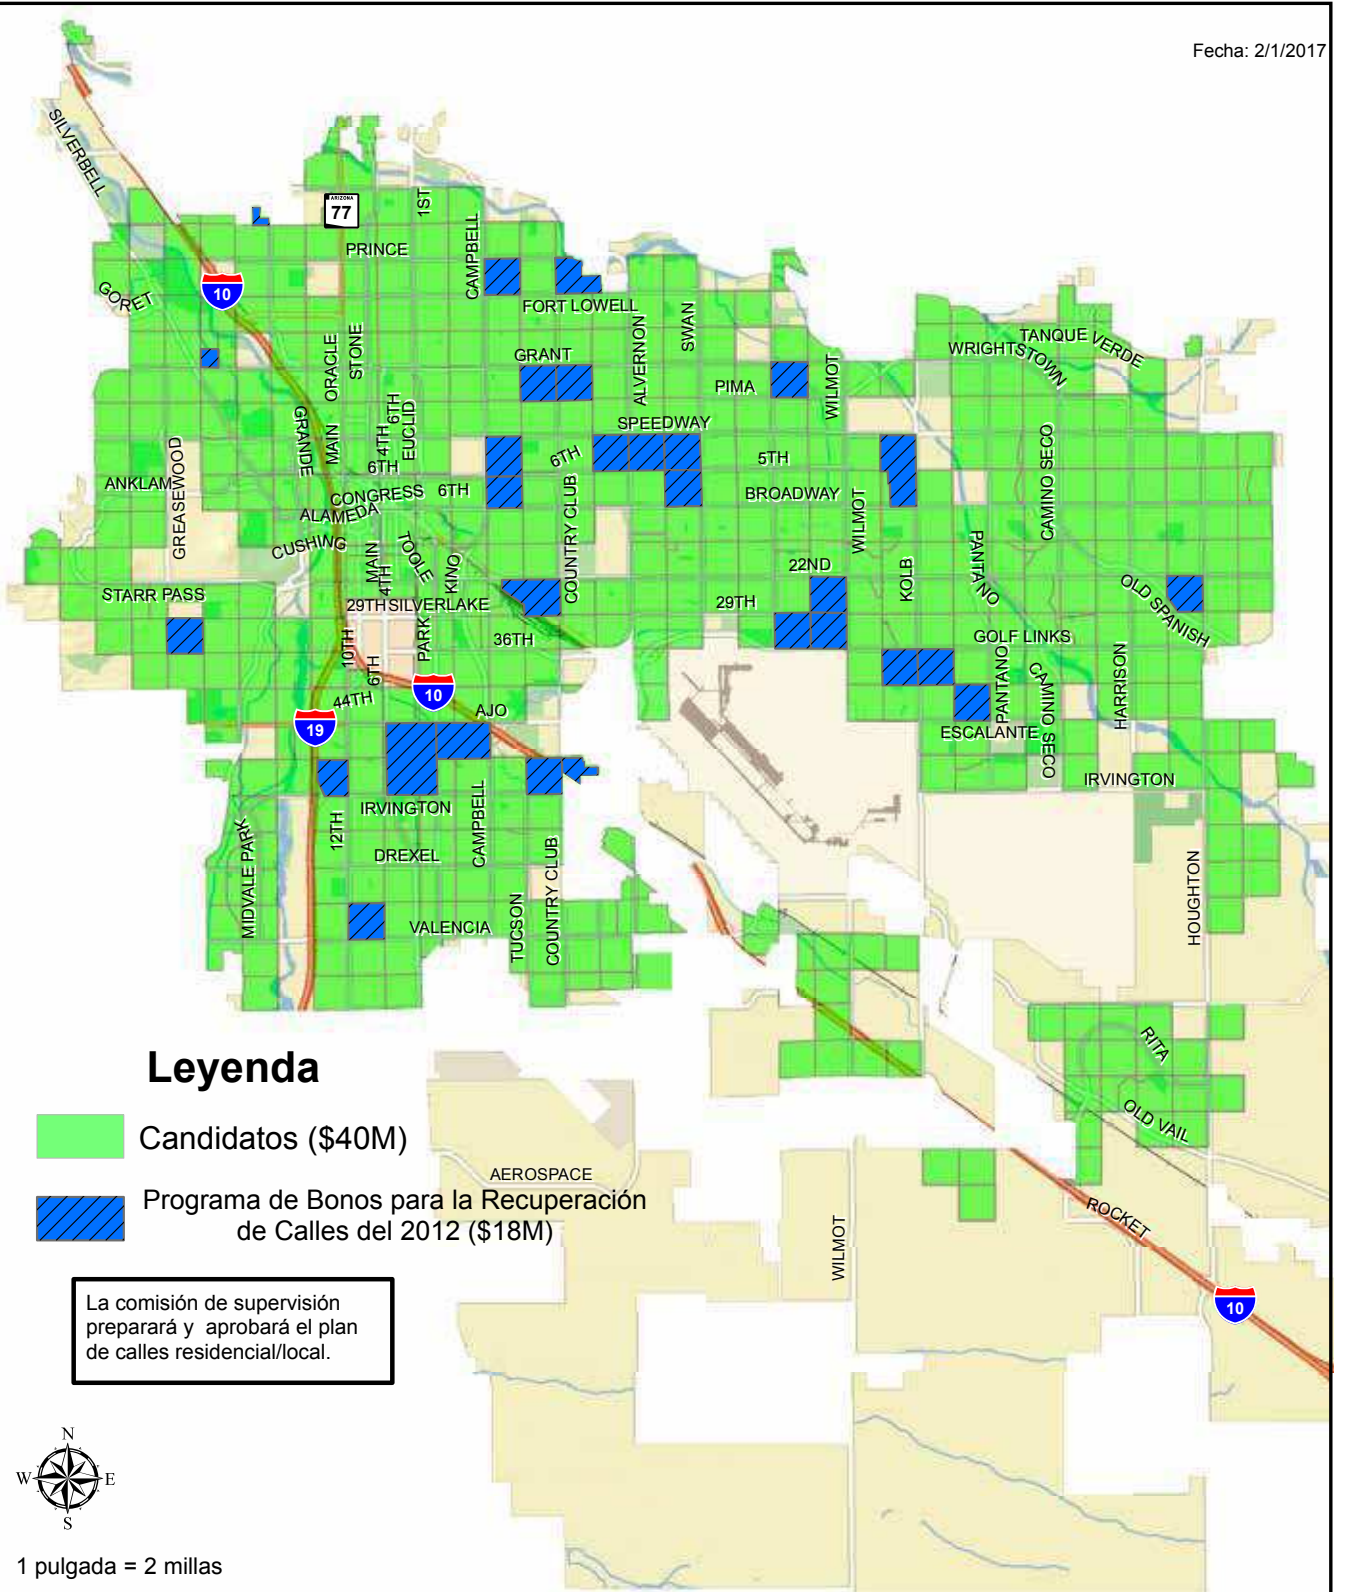 Fecha: 2/1/2017
SILVERBELL
ARIZONA
77
1ST
PRINCE
CAMPBELL
GORET
10
FORT LOWELL
ALVERNON
SWAN
TANQUE VERDE
WRIGHTSTOWN
ORACLE
STONE
GRANT
PIMA
WILMOT
GRANDE
MAIN
6TH
4TH
EUCLID
6TH
SPEEDWAY
ANKLAM
GREASEWOOD
6TH
5TH
CAMINO SECO
CONGRESS
6TH
BROADWAY
ALAMEDA
COUNTRY CLUB
WILMOT
CUSHING
MAIN
4TH
TOOLE
KINO
22ND
KOLB
PANTANO
STARR PASS
29TH
SILVERLAKE
29TH
OLD SPANISH
10TH
6TH
PARK
36TH
GOLF LINKS
44TH
10
AJO
PANTANO
CAMINO SECO
HARRISON
19
ESCALANTE
IRVINGTON
IRVINGTON
12TH
CAMPBELL
MIDVALE PARK
DREXEL
COUNTRY CLUB
HOUGHTON
VALENCIA
TUCSON
RITA
Leyenda
OLD VAIL
Candidatos ($40M)
AEROSPACE
Programa de Bonos para la Recuperación
de Calles del 2012 ($18M)
ROCKET
WILMOT
10
La comisión de supervisión
preparará y aprobará el plan
de calles residencial/local.
N
W
E
S
1 pulgada = 2 millas